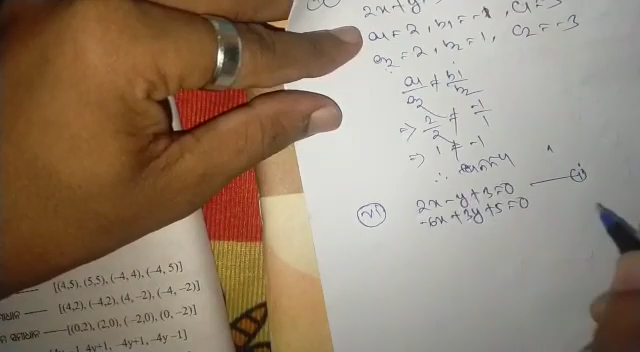 2x+y
a₁=2, b₁=-1, c₁=3
a₂=2, b₂=1, c₂=-3
a₁/a₂ ≠ b₁/b₂
⇒ 2/2 ≠ -1/1
⇒ 1 ≠ -1
∴
(vi) 2x-y+3=0
-6x+3y+5=0
[(4,5), (5,5), (-4, 4), (-4, 5)]
[(4,2), (-4,2), (4, -2), (-4, -2)]
[(0,2), (2,0), (-2,0), (0, -2)]
4y+1, -4y+1, -4y-1]